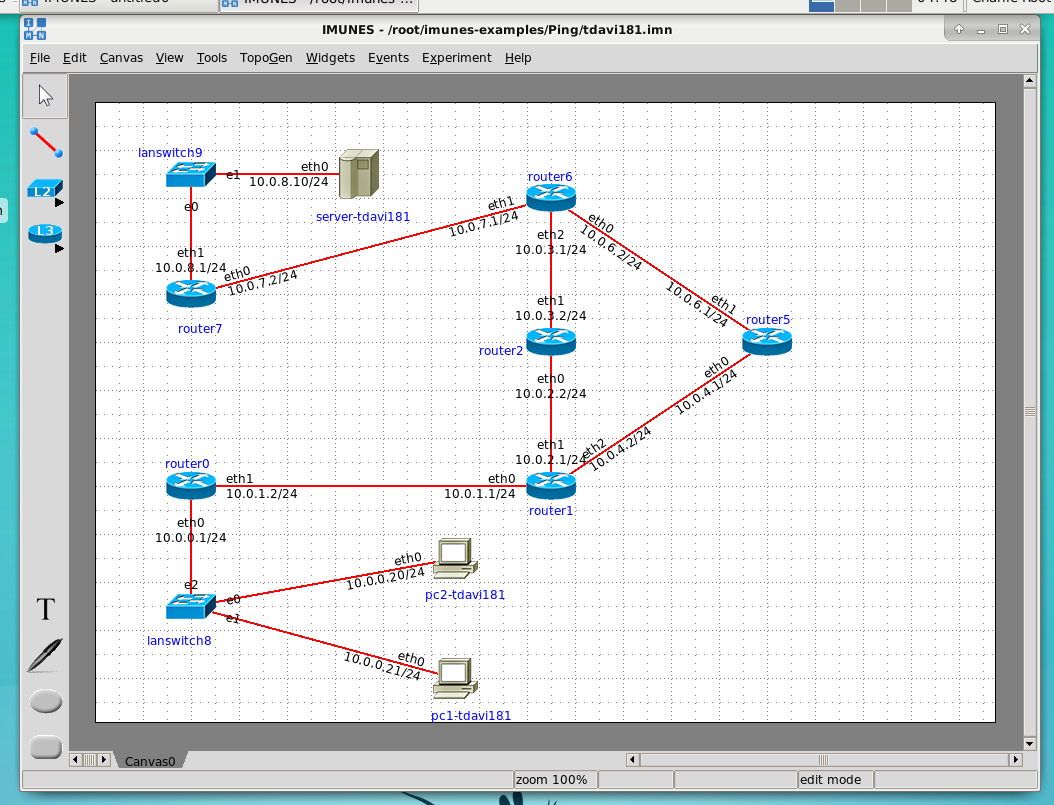 IMUNES - /root/imunes-examples/Ping/tdavi181.imn
File Edit Canvas View Tools TopoGen Widgets Events Experiment Help
lanswitch9
e1
eth0
10.0.8.10/24
server-tdavi181
e0
eth1
10.0.8.1/24
router7
eth0
10.0.7.2/24
eth1
10.0.7.1/24
router6
eth2
10.0.3.1/24
eth0
10.0.6.2/24
eth1
10.0.6.1/24
router5
eth1
10.0.3.2/24
router2
eth0
10.0.2.2/24
eth0
10.0.4.1/24
eth1
10.0.2.1/24
eth2
10.0.4.2/24
router0
eth1
10.0.1.2/24
eth0
10.0.1.1/24
router1
eth0
10.0.0.1/24
e2
e0
e1
lanswitch8
eth0
10.0.0.20/24
pc2-tdavi181
eth0
10.0.0.21/24
pc1-tdavi181
L2
L3
T
Canvas0
zoom 100%
edit mode